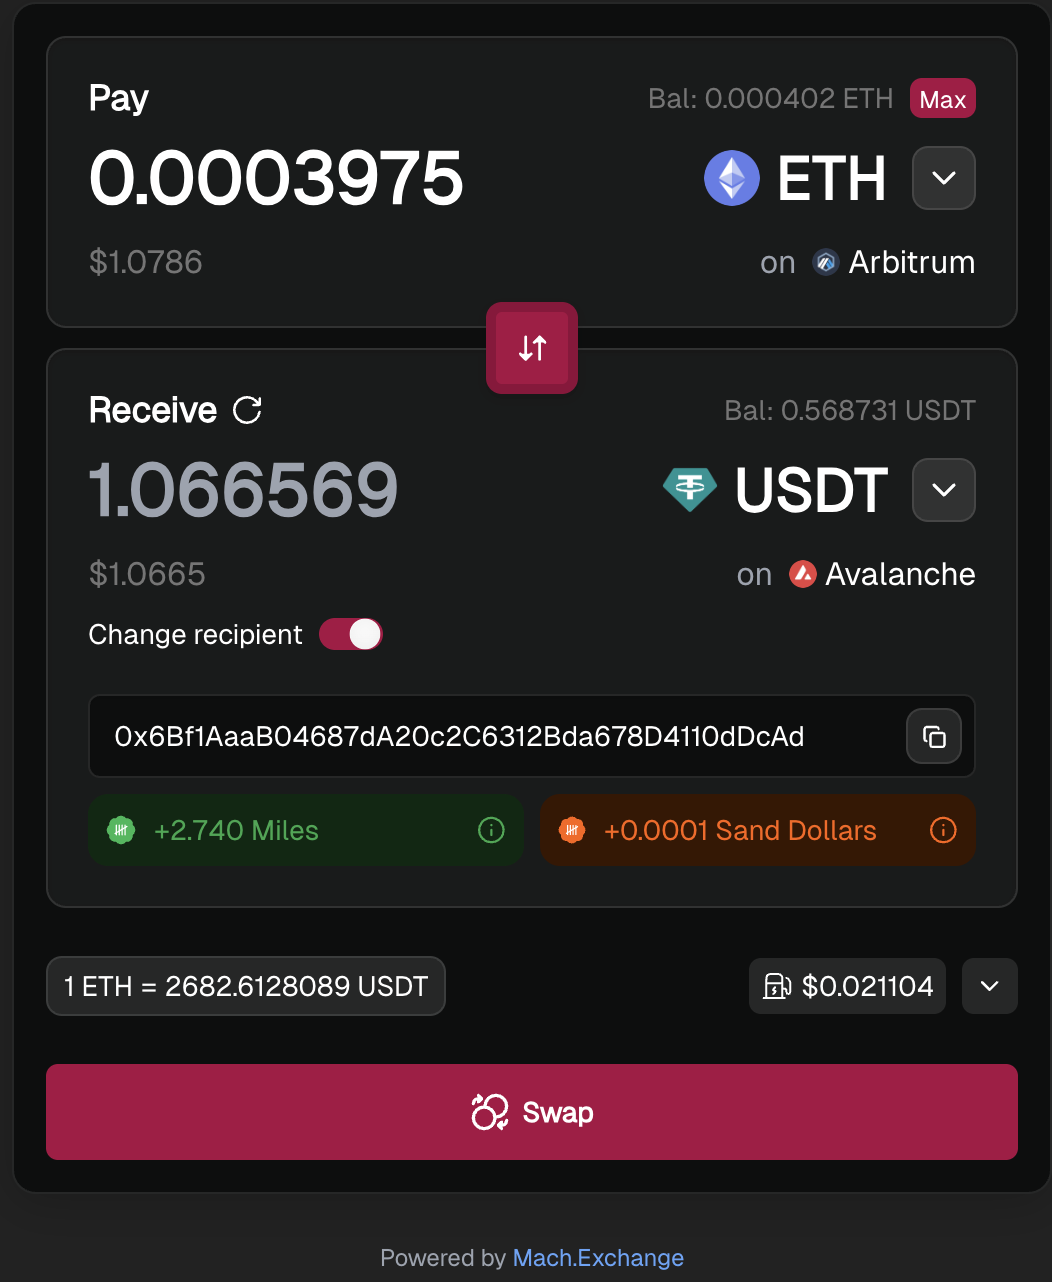 Pay
Bal: 0.000402 ETH Max
0.0003975
ETH
$1.0786
on Arbitrum
Receive
Bal: 0.568731 USDT
1.066569
USDT
$1.0665
on Avalanche
Change recipient
0x6Bf1AaaB04687dA20c2C6312Bda678D4110dDcAd
+2.740 Miles
+0.0001 Sand Dollars
1 ETH = 2682.6128089 USDT
$0.021104
Swap
Powered by Mach.Exchange